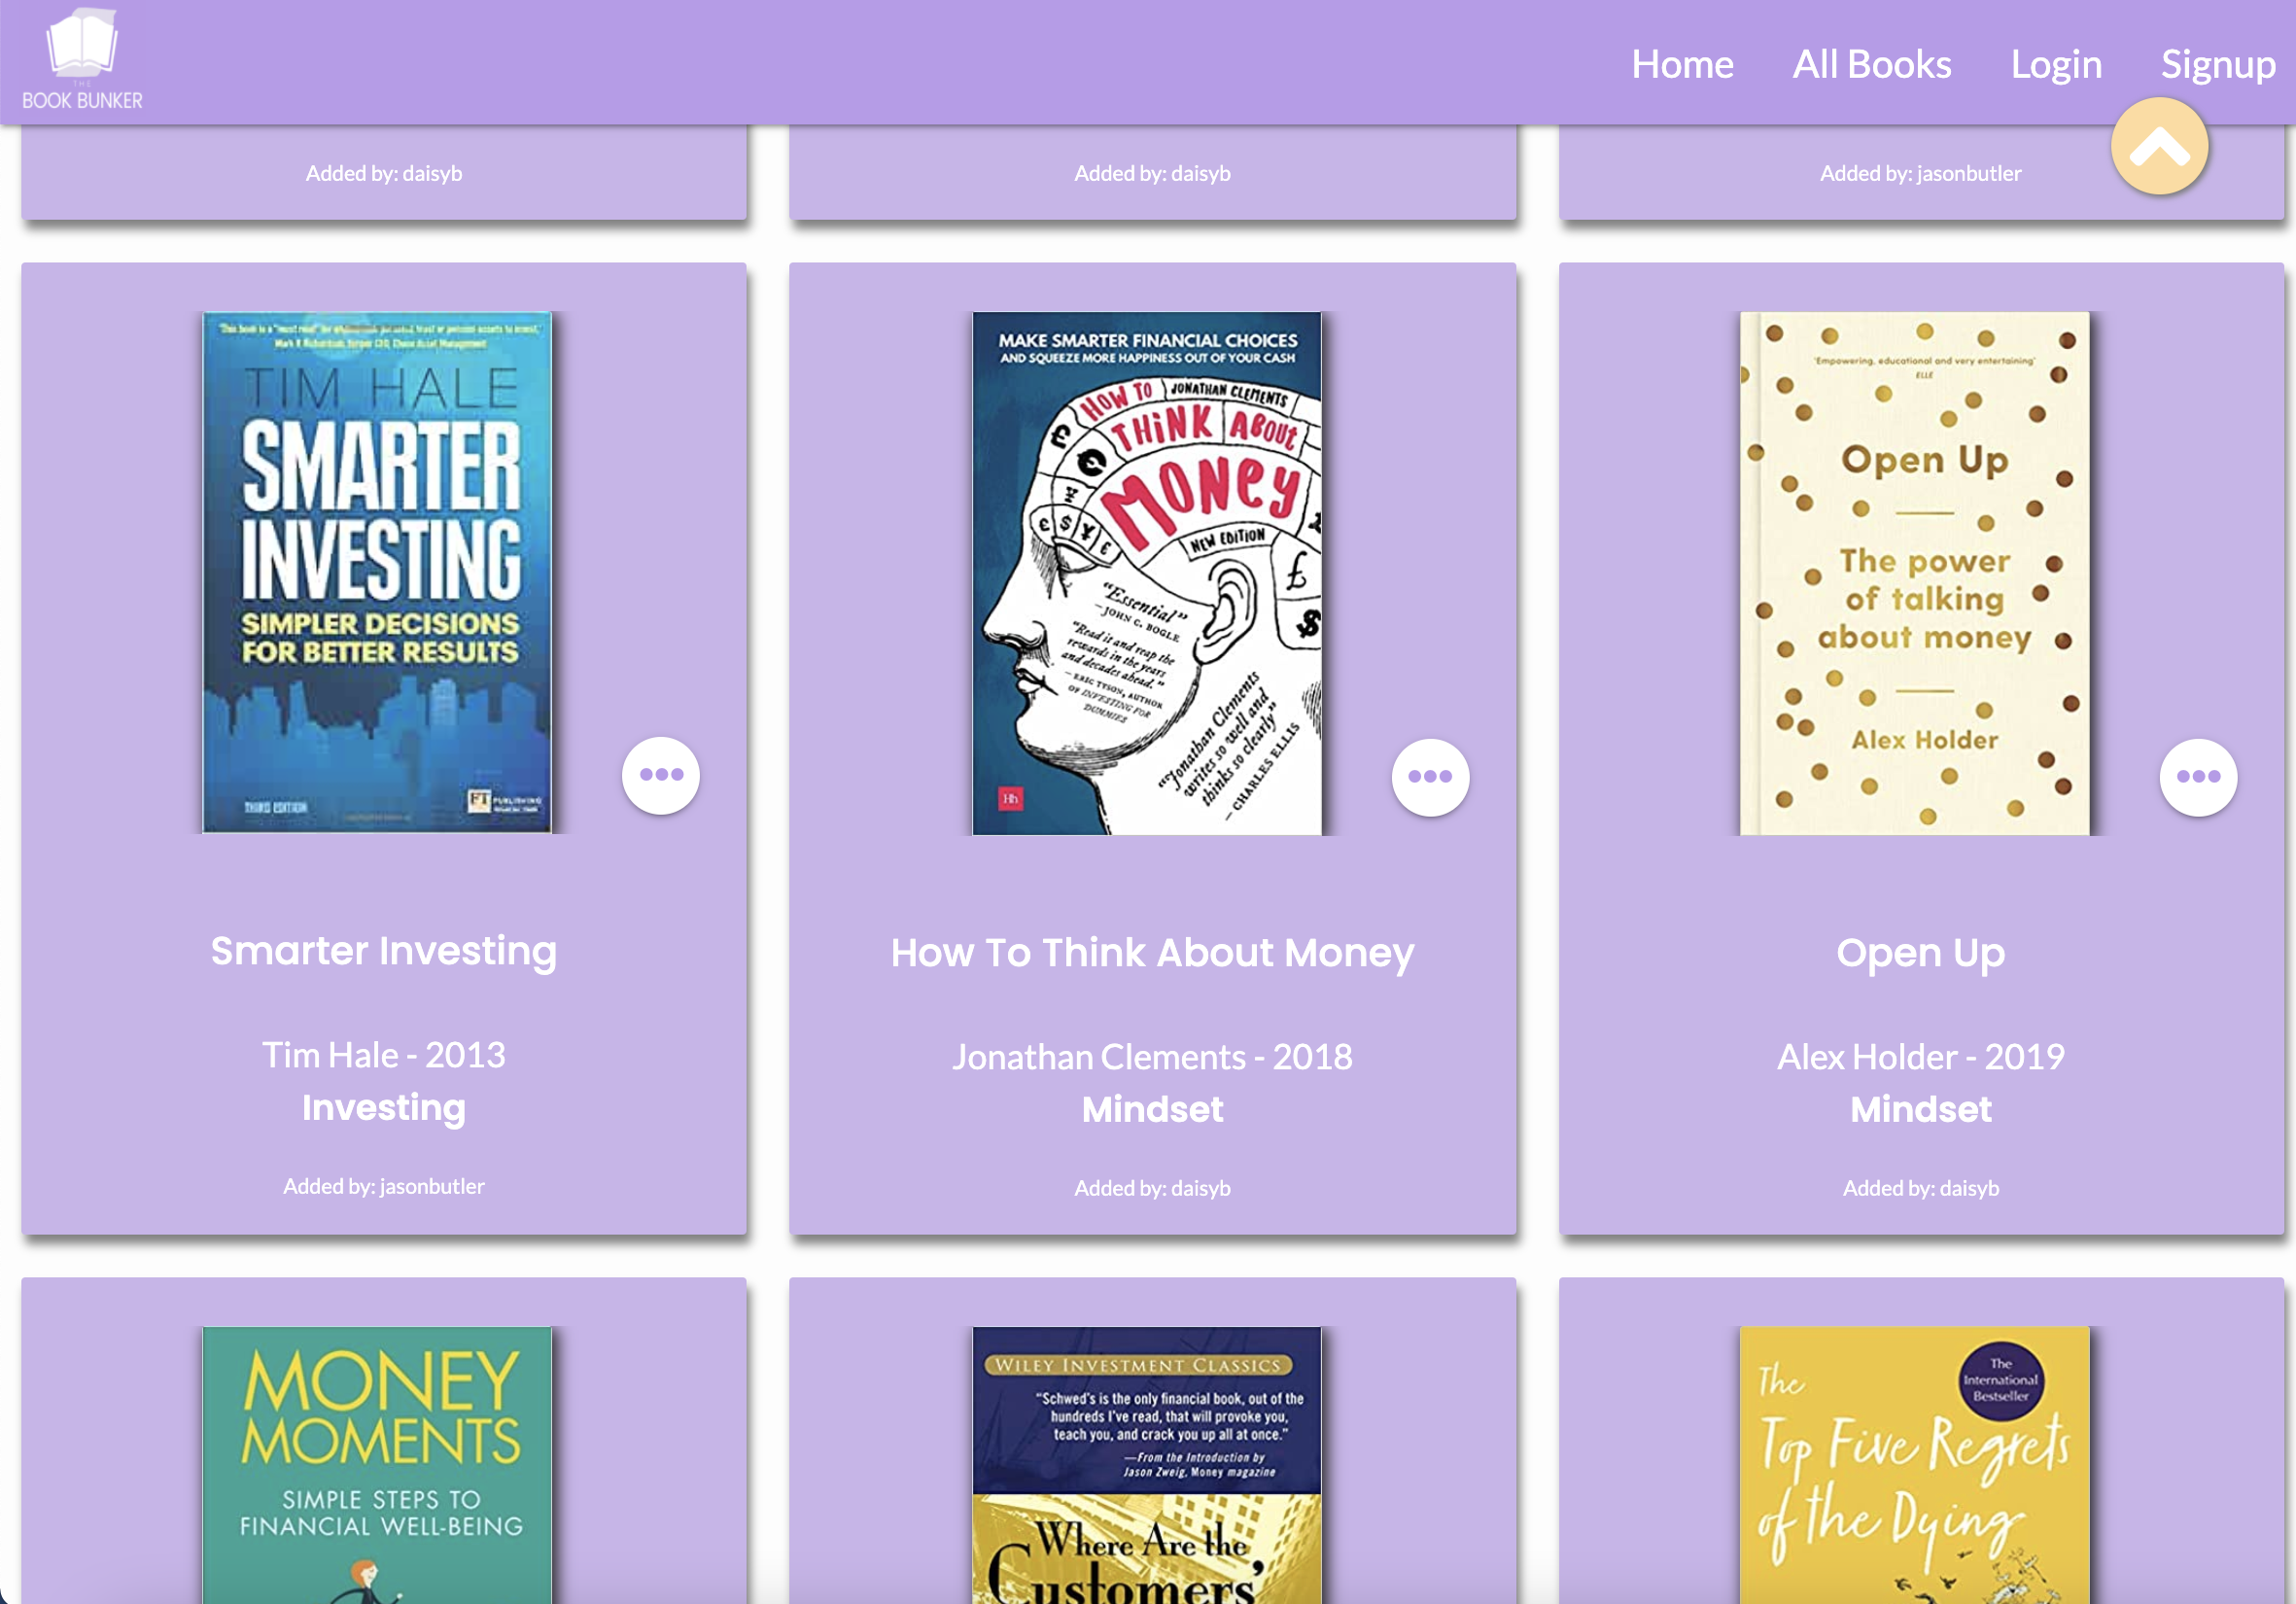 THE
BOOK BUNKER
Home
All Books
Login
Signup
Added by: daisyb
Added by: daisyb
Added by: jasonbutler
TIM HALE
SMARTER
INVESTING
SIMPLER DECISIONS
FOR BETTER RESULTS
THIRD EDITION
FT PUBLISHING
Smarter Investing
Tim Hale - 2013
Investing
Added by: jasonbutler
MAKE SMARTER FINANCIAL CHOICES
AND SQUEEZE MORE HAPPINESS OUT OF YOUR CASH
HOW TO
JONATHAN CLEMENTS
THINK ABOUT
MONEY
£
€
¥
€ $ ¥ £
NEW EDITION
£
$
"Essential"
—JOHN C. BOGLE
"Read it and reap the
rewards in the years
and decades ahead."
— ERIC TYSON, AUTHOR
OF INVESTING FOR
DUMMIES
"Jonathan Clements
writes so well and
thinks so clearly"
— CHARLES ELLIS
Hh
How To Think About Money
Jonathan Clements - 2018
Mindset
Added by: daisyb
'Empowering, educational and very entertaining'
ELLE
Open Up
The power
of talking
about money
Alex Holder
Open Up
Alex Holder - 2019
Mindset
Added by: daisyb
MONEY
MOMENTS
SIMPLE STEPS TO
FINANCIAL WELL-BEING
WILEY INVESTMENT CLASSICS
"Schwed's is the only financial book, out of the
hundreds I've read, that will provoke you,
teach you, and crack you up all at once."
—From the Introduction by
Jason Zweig, Money magazine
Where Are the
Customers'
The
International
Bestseller
The
Top Five Regrets
of the Dying